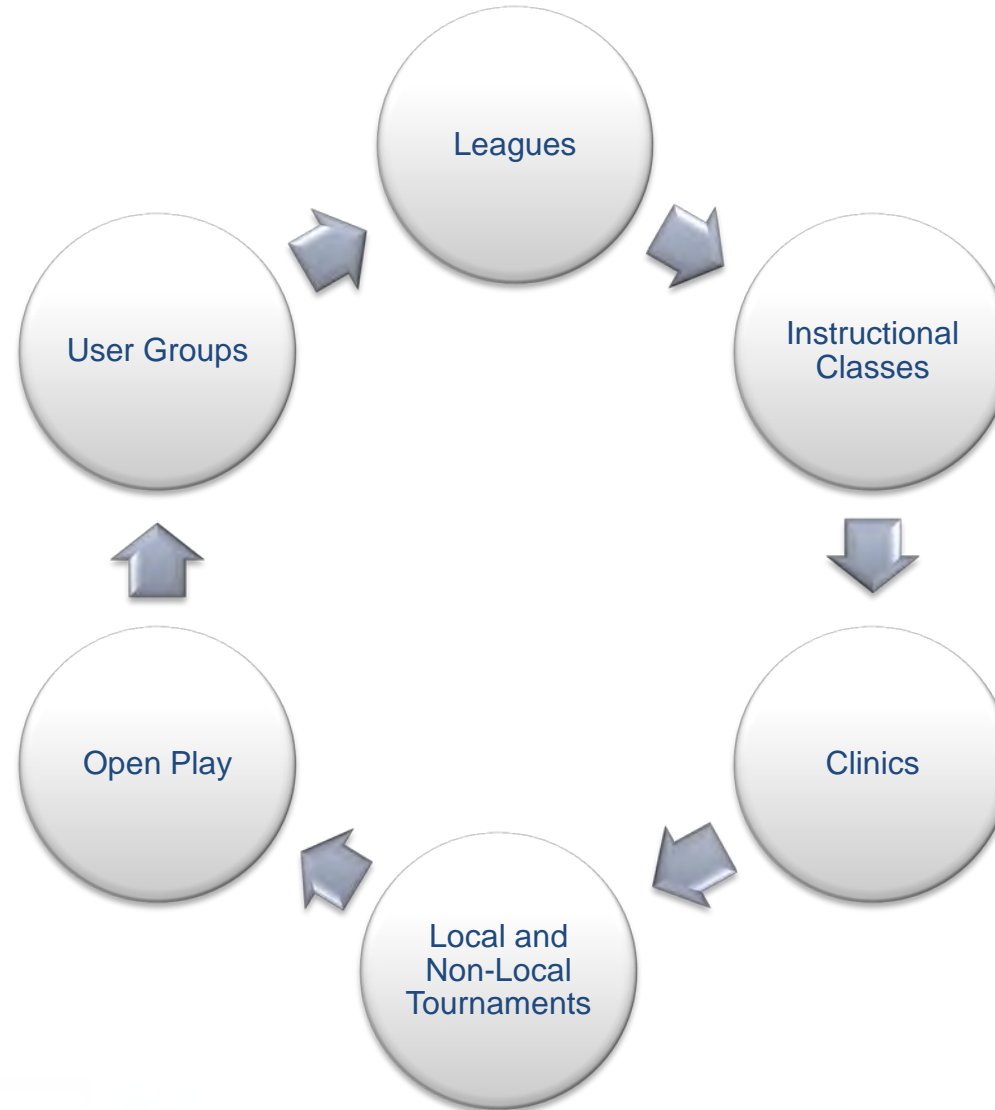 Leagues
Instructional
Classes
Clinics
Local and
Non-Local
Tournaments
Open Play
User Groups